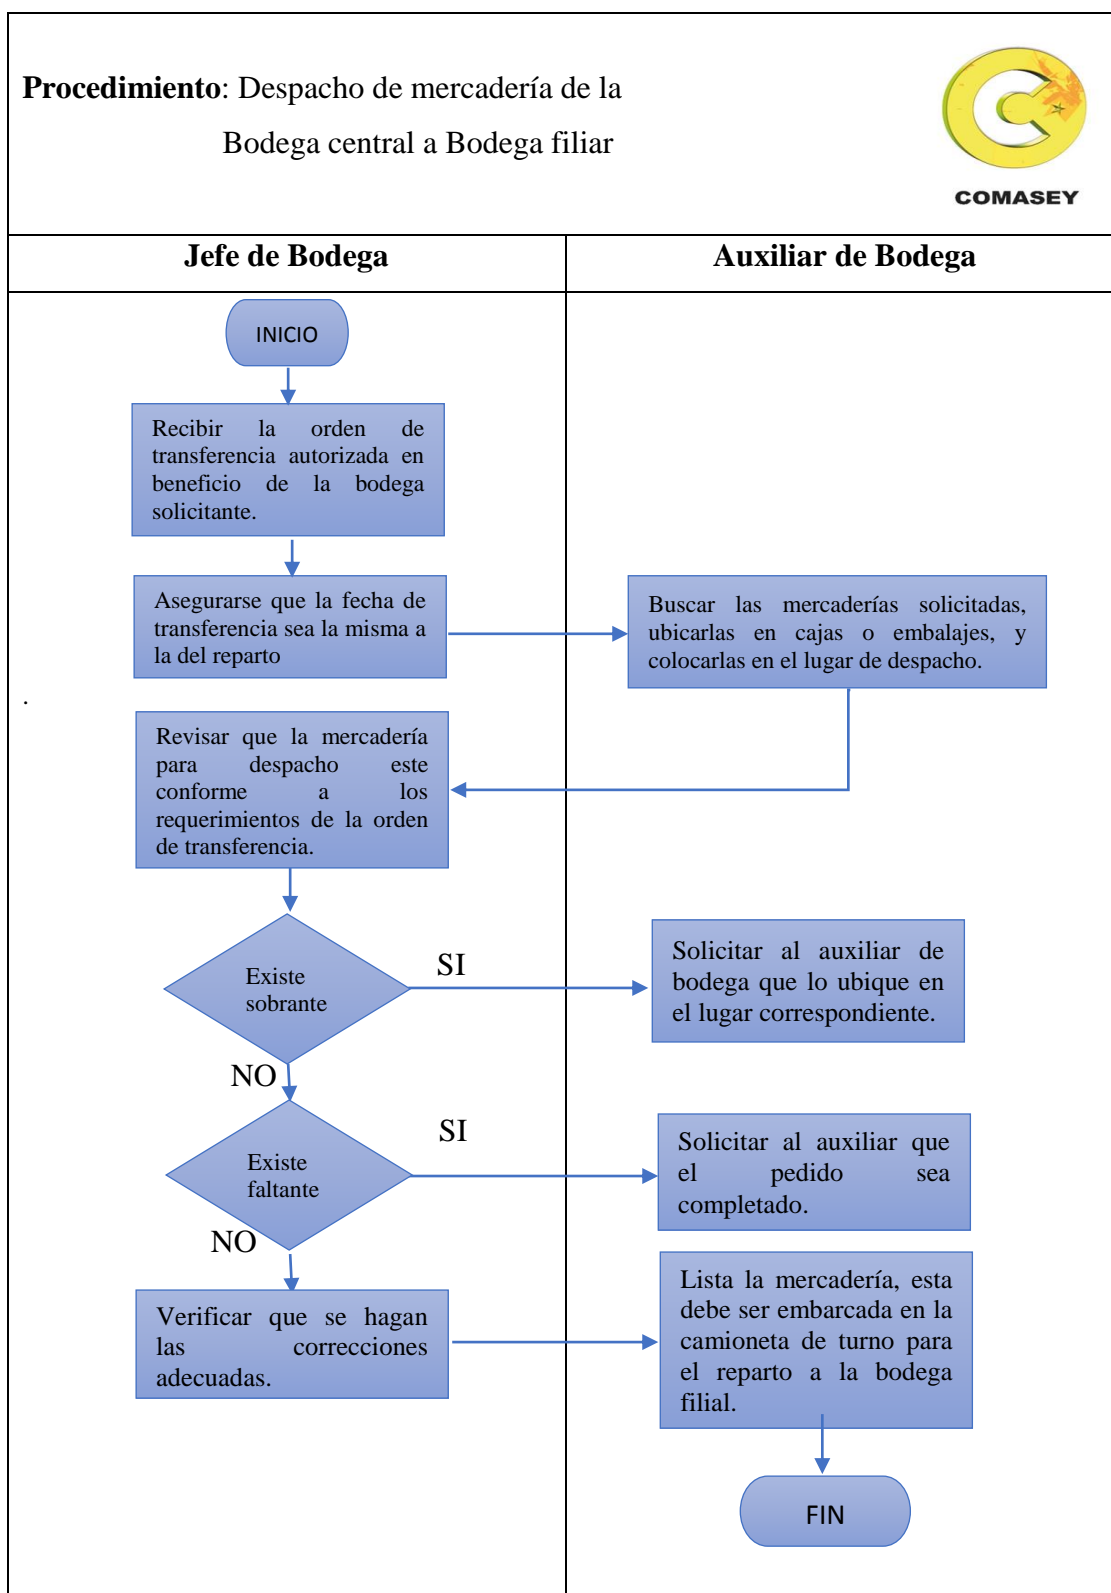 Procedimiento: Despacho de mercadería de la
Bodega central a Bodega filiar
COMASEY
Jefe de Bodega
Auxiliar de Bodega
INICIO
Recibir la orden de
transferencia autorizada en
beneficio de la bodega
solicitante.
Asegurarse que la fecha de
transferencia sea la misma a
la del reparto
Buscar las mercaderías solicitadas,
ubicarlas en cajas o embalajes, y
colocarlas en el lugar de despacho.
.
Revisar que la mercadería
para despacho este
conforme a los
requerimientos de la orden
de transferencia.
Existe
sobrante
SI
Solicitar al auxiliar de
bodega que lo ubique en
el lugar correspondiente.
NO
Existe
faltante
SI
Solicitar al auxiliar que
el pedido sea
completado.
NO
Verificar que se hagan
las correcciones
adecuadas.
Lista la mercadería, esta
debe ser embarcada en la
camioneta de turno para
el reparto a la bodega
filial.
FIN